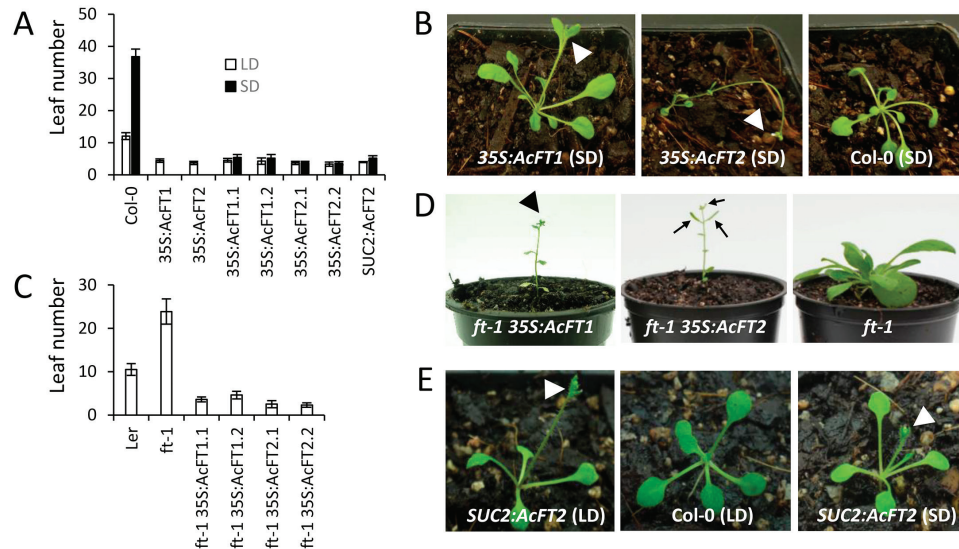 A
Leaf number
50
40
30
20
10
0
LD
SD
Col-0
35S:AcFT1
35S:AcFT2
35S:AcFT1.1
35S:AcFT1.2
35S:AcFT2.1
35S:AcFT2.2
SUC2:AcFT2
B
35S:AcFT1 (SD)
35S:AcFT2 (SD)
Col-0 (SD)
C
Leaf number
30
20
10
0
Ler
ft-1
ft-1 35S:AcFT1.1
ft-1 35S:AcFT1.2
ft-1 35S:AcFT2.1
ft-1 35S:AcFT2.2
D
ft-1 35S:AcFT1
ft-1 35S:AcFT2
ft-1
E
SUC2:AcFT2 (LD)
Col-0 (LD)
SUC2:AcFT2 (SD)